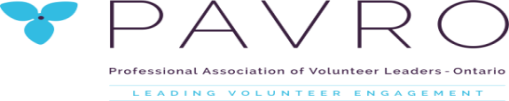 PAVRO
Professional Association of Volunteer Leaders - Ontario
LEADING VOLUNTEER ENGAGEMENT